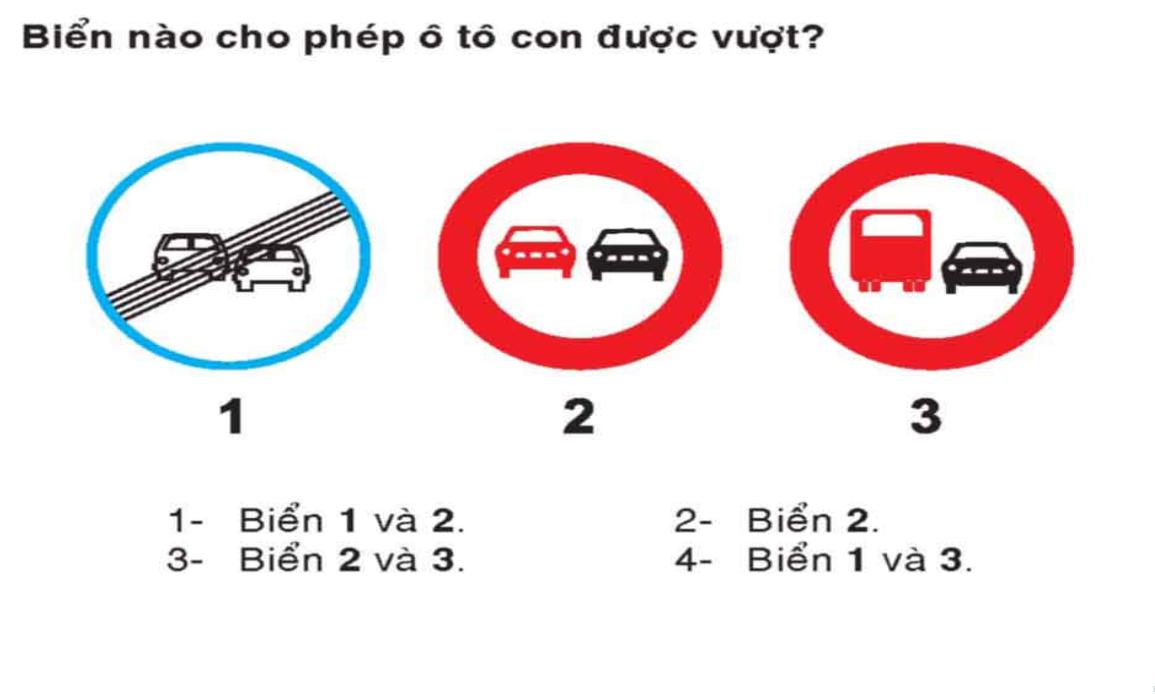 Biển nào cho phép ô tô con được vượt?
1 2 3
1- Biển 1 và 2. 2- Biển 2.
3- Biển 2 và 3. 4- Biển 1 và 3.